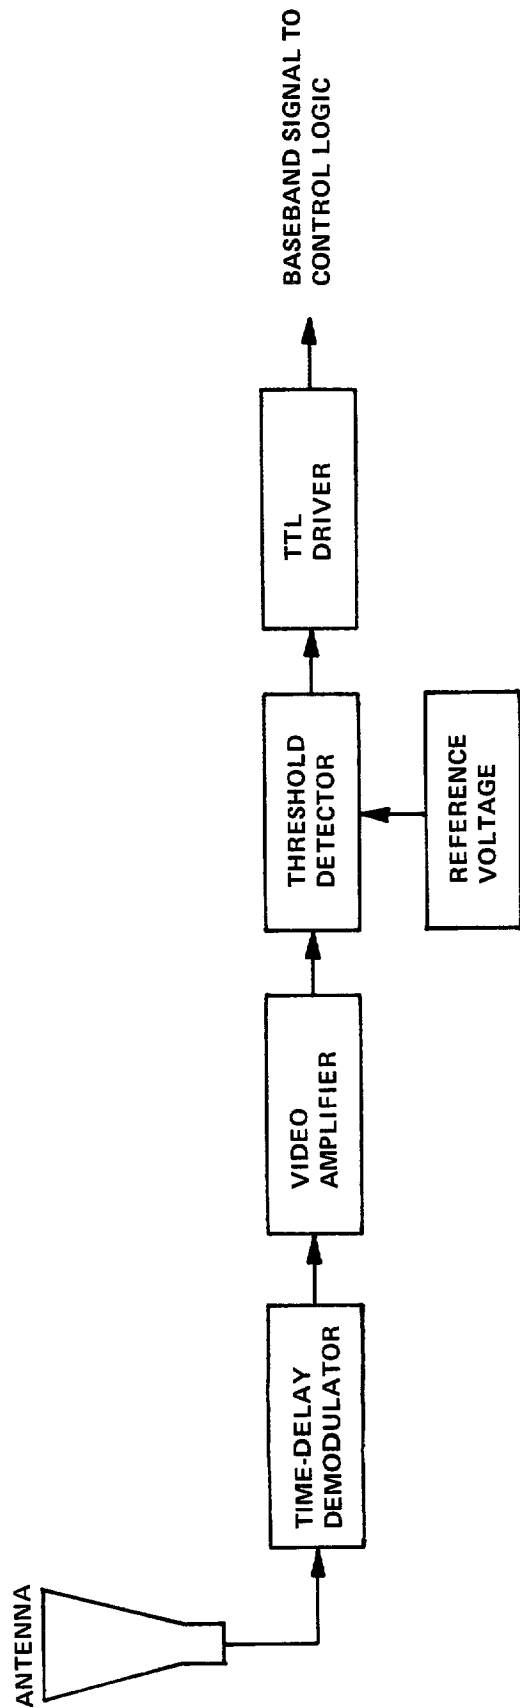 ANTENNA
TIME-DELAY
DEMODULATOR
VIDEO
AMPLIFIER
THRESHOLD
DETECTOR
REFERENCE
VOLTAGE
TTL
DRIVER
BASEBAND SIGNAL TO
CONTROL LOGIC